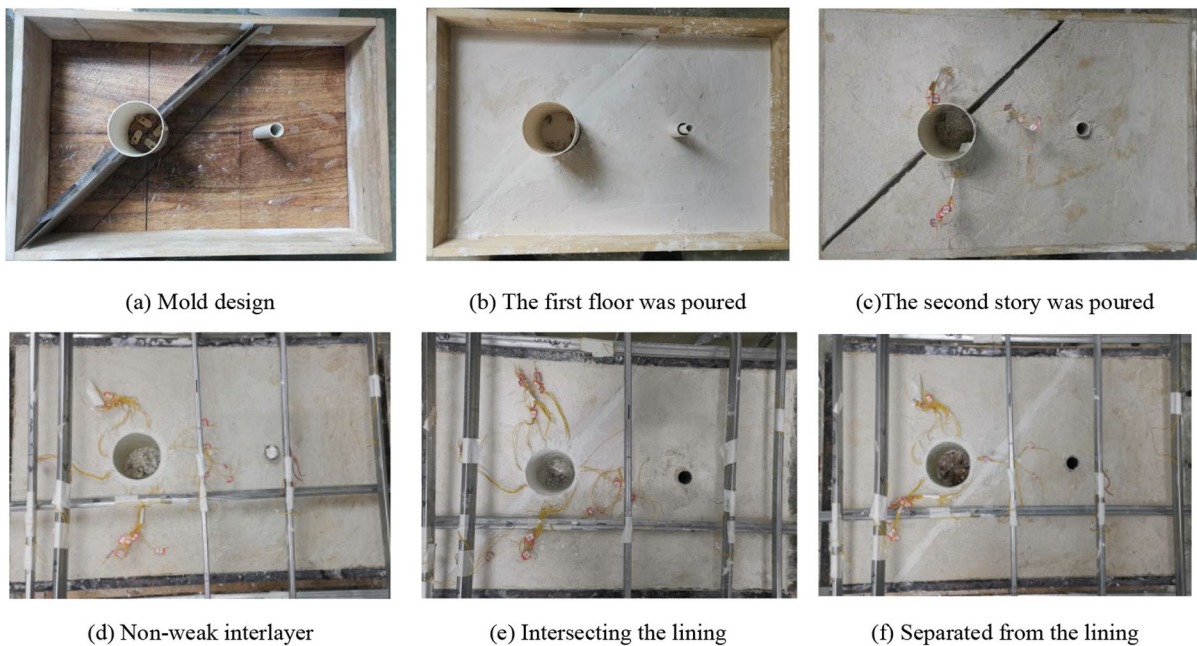 (a) Mold design
(b) The first floor was poured
(c)The second story was poured
(d) Non-weak interlayer
(e) Intersecting the lining
(f) Separated from the lining